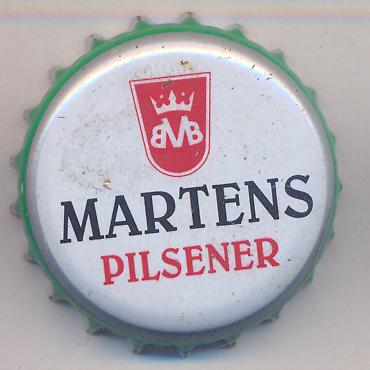 BMB
MARTENS
PILSENER